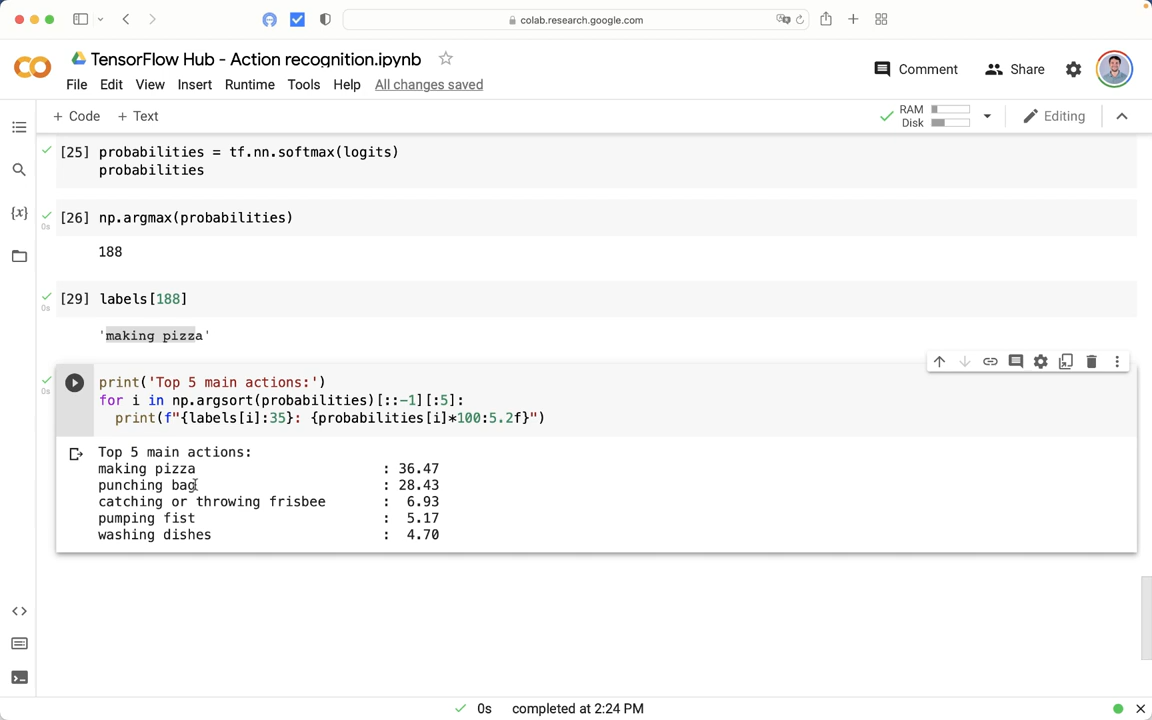 colab.research.google.com
TensorFlow Hub - Action recognition.ipynb
File Edit View Insert Runtime Tools Help All changes saved
Comment Share
+ Code + Text
RAM
Disk
Editing
{x}
[25] probabilities = tf.nn.softmax(logits)
probabilities
[26] np.argmax(probabilities)
0s
188
[29] labels[188]
0s
'making pizza'
print('Top 5 main actions:')
0s
for i in np.argsort(probabilities)[::-1][:5]:
print(f"{labels[i]:35}: {probabilities[i]*100:5.2f}")
Top 5 main actions:
making pizza : 36.47
punching bag : 28.43
catching or throwing frisbee : 6.93
pumping fist : 5.17
washing dishes : 4.70
0s completed at 2:24 PM